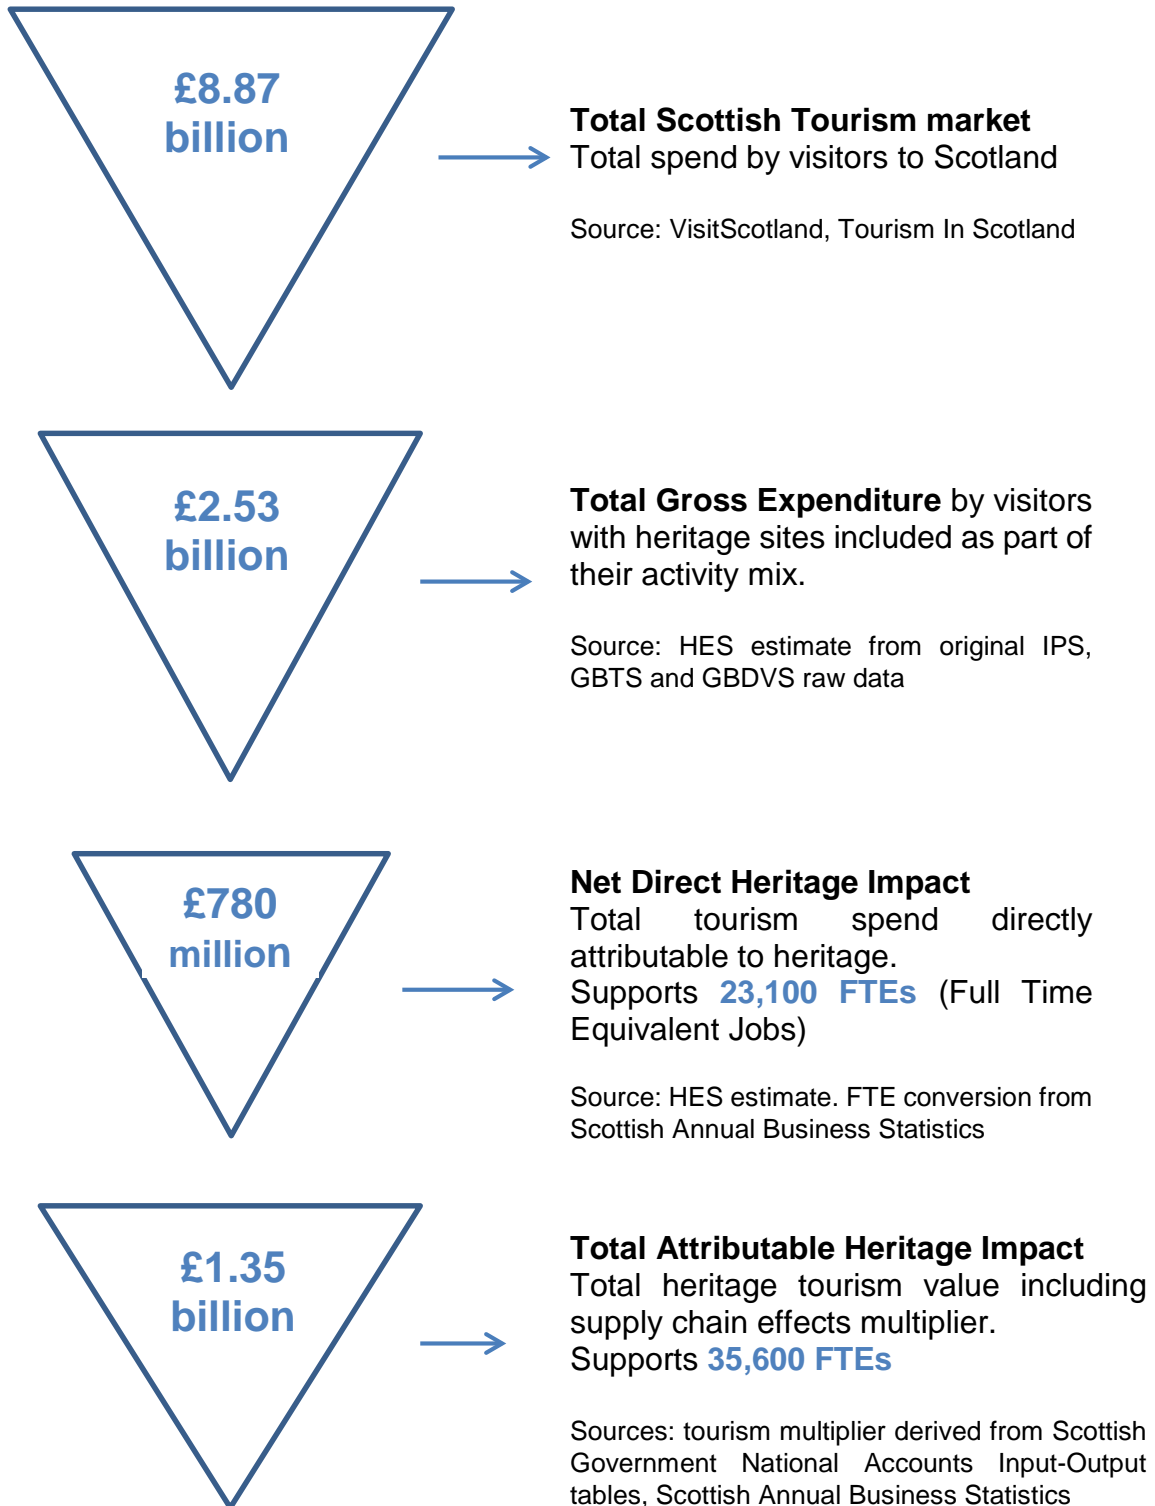 £8.87
billion
Total Scottish Tourism market
Total spend by visitors to Scotland
Source: VisitScotland, Tourism In Scotland
£2.53
billion
Total Gross Expenditure by visitors
with heritage sites included as part of
their activity mix.
Source: HES estimate from original IPS,
GBTS and GBDVS raw data
£780
million
Net Direct Heritage Impact
Total tourism spend directly
attributable to heritage.
Supports 23,100 FTEs (Full Time
Equivalent Jobs)
Source: HES estimate. FTE conversion from
Scottish Annual Business Statistics
£1.35
billion
Total Attributable Heritage Impact
Total heritage tourism value including
supply chain effects multiplier.
Supports 35,600 FTEs
Sources: tourism multiplier derived from Scottish
Government National Accounts Input-Output
tables, Scottish Annual Business Statistics